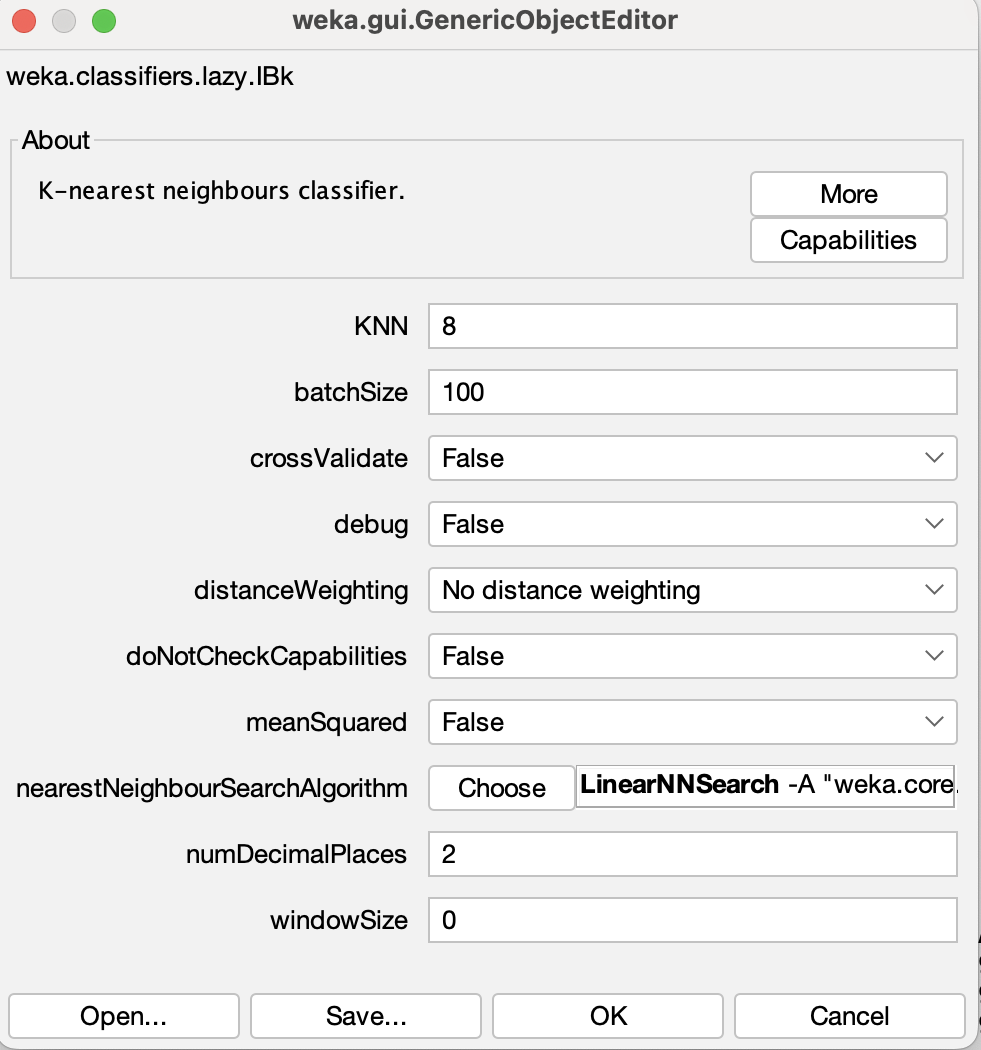 weka.gui.GenericObjectEditor
weka.classifiers.lazy.IBk
About
K-nearest neighbours classifier.
More
Capabilities
KNN 8
batchSize 100
crossValidate False
debug False
distanceWeighting No distance weighting
doNotCheckCapabilities False
meanSquared False
nearestNeighbourSearchAlgorithm Choose LinearNNSearch -A "weka.core.
numDecimalPlaces 2
windowSize 0
Open... Save... OK Cancel